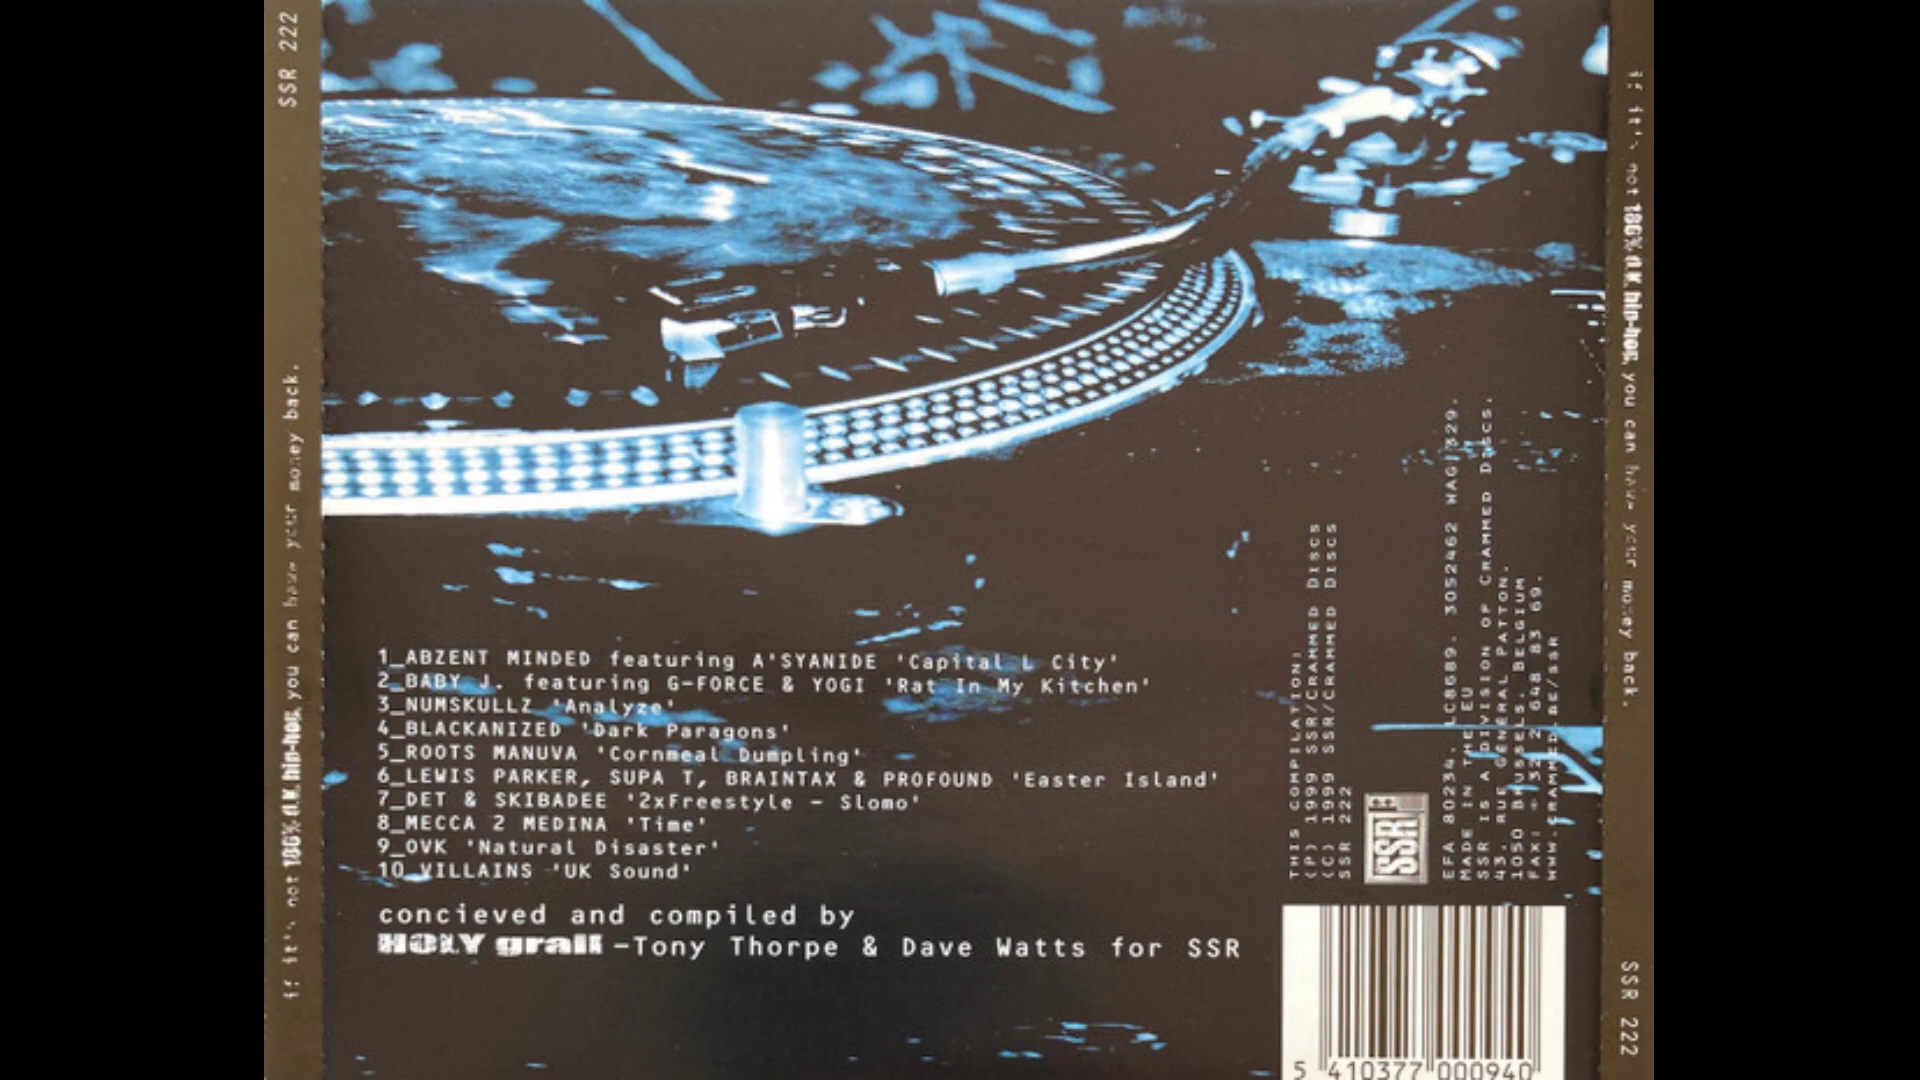 SSR 222
if it's not 100% U.K. hip-hop, you can have your money back.
1_ABZENT MINDED featuring A'SYANIDE 'Capital L City'
2_BABY J. featuring G-FORCE & YOGI 'Rat In My Kitchen'
3_NUMSKULLZ 'Analyze'
4_BLACKANIZED 'Dark Paragons'
5_ROOTS MANUVA 'Cornmeal Dumpling'
6_LEWIS PARKER, SUPA T, BRAINTAX & PROFOUND 'Easter Island'
7_DET & SKIBADEE '2xFreestyle - Slomo'
8_MECCA 2 MEDINA 'Time'
9_OVK 'Natural Disaster'
10_VILLAINS 'UK Sound'
concieved and compiled by
HOLY grail -Tony Thorpe & Dave Watts for SSR
THIS COMPILATION:
(P) 1999 SSR/CRAMMED DISCS
(C) 1999 SSR/CRAMMED DISCS
SSR 222
SSR
EFA 80234. LC8689. 3052462 HAG/329.
MADE IN THE EU
SSR IS A DIVISION OF CRAMMED DISCS.
43, RUE GÉNÉRAL PATTON.
1050 BRUSSELS. BELGIUM
FAX: + 32 2 648 83 69.
WWW.CRAMMED.BE/SSR
5 410377 000940
if it's not 100% U.K. hip-hop, you can have your money back.
SSR 222